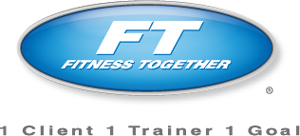 FT
FITNESS TOGETHER
®
1 Client 1 Trainer 1 Goal